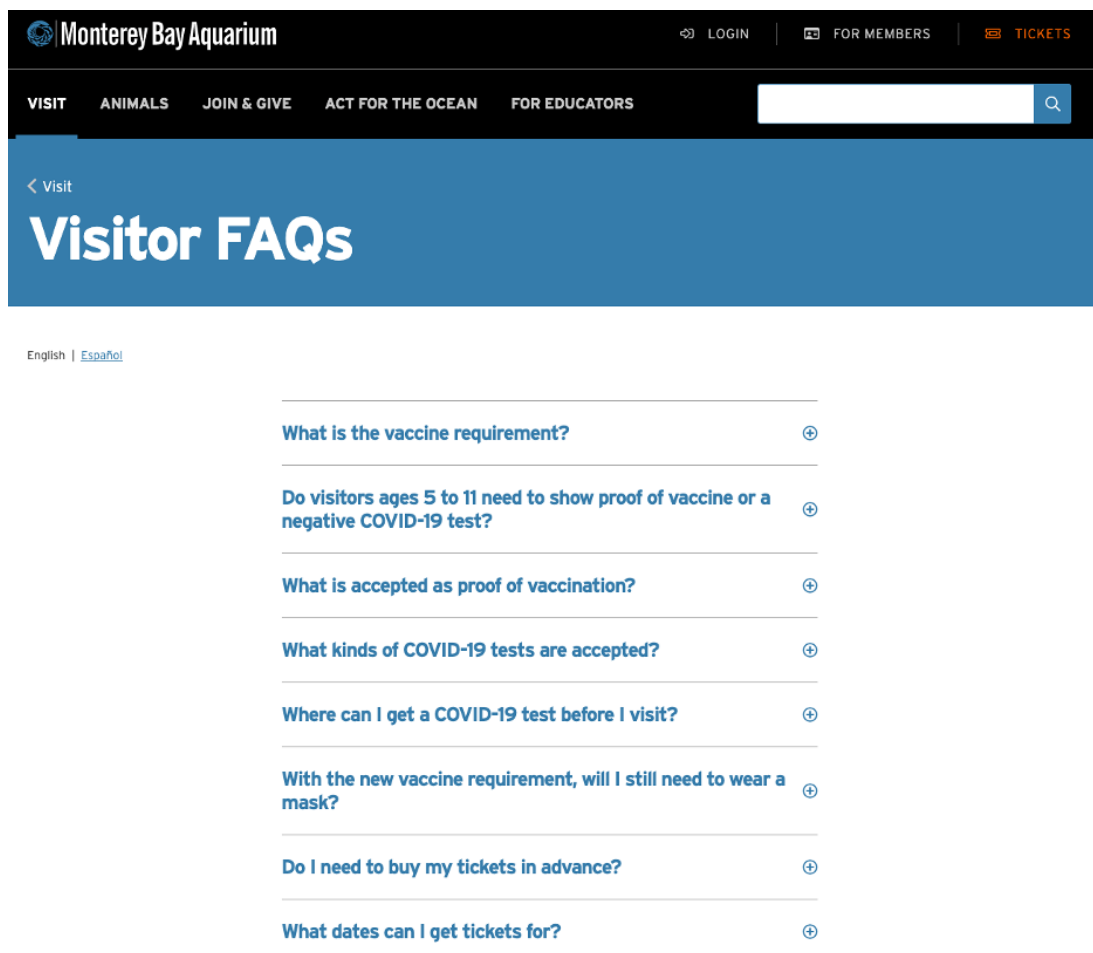 Monterey Bay Aquarium
LOGIN
FOR MEMBERS
TICKETS
VISIT
ANIMALS
JOIN & GIVE
ACT FOR THE OCEAN
FOR EDUCATORS
Visit
Visitor FAQs
English | Español
What is the vaccine requirement?
Do visitors ages 5 to 11 need to show proof of vaccine or a
negative COVID-19 test?
What is accepted as proof of vaccination?
What kinds of COVID-19 tests are accepted?
Where can I get a COVID-19 test before I visit?
With the new vaccine requirement, will I still need to wear a
mask?
Do I need to buy my tickets in advance?
What dates can I get tickets for?